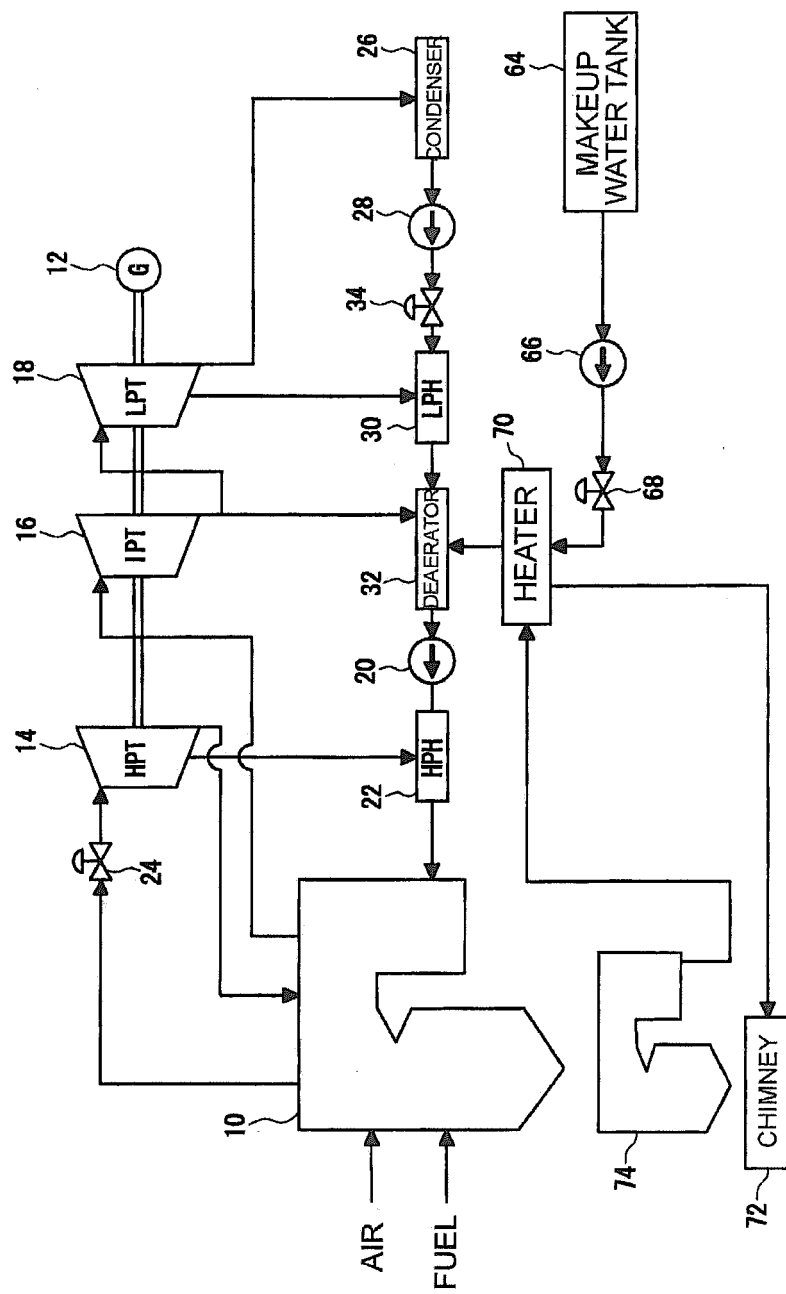 12
G
18
LPT
16
IPT
14
HPT
24
26
CONDENSER
28
34
LPH
30
DEAERATOR
32
20
HPH
22
10
AIR
FUEL
64
MAKEUP
WATER TANK
66
68
70
HEATER
74
CHIMNEY
72